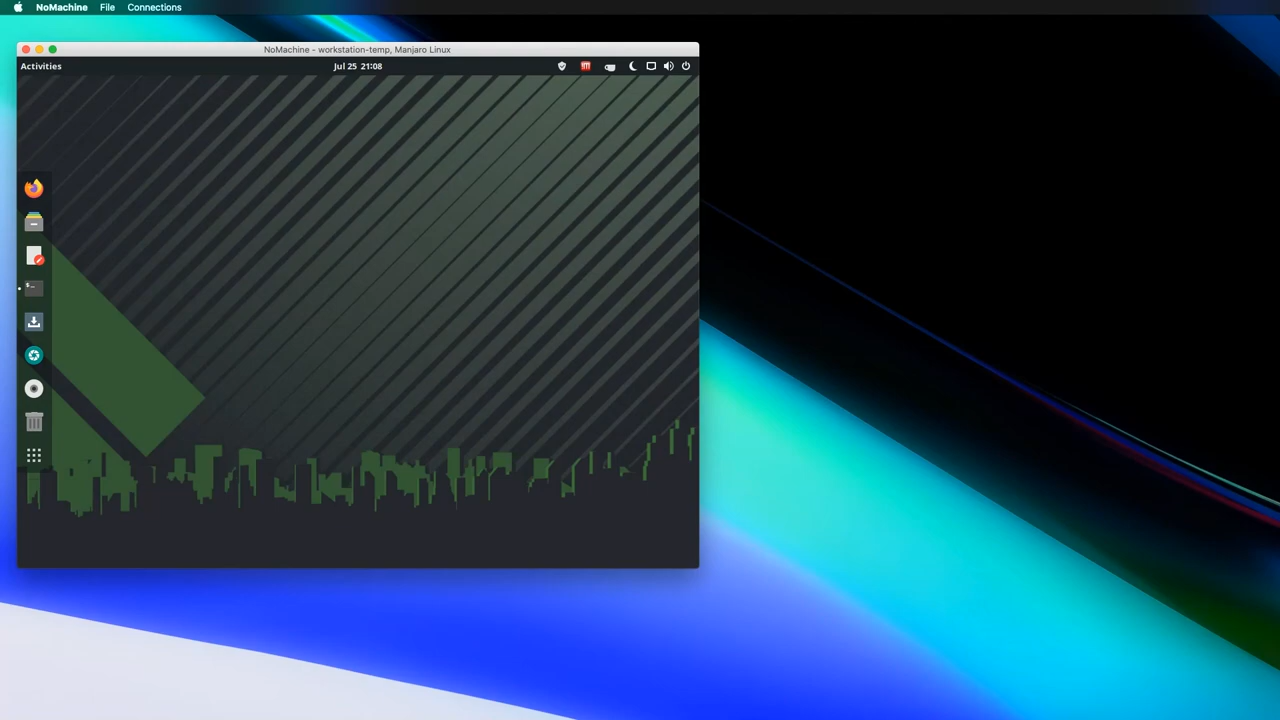 NoMachine File Connections
NoMachine - workstation-temp, Manjaro Linux
Activities
Jul 25 21:08
$-